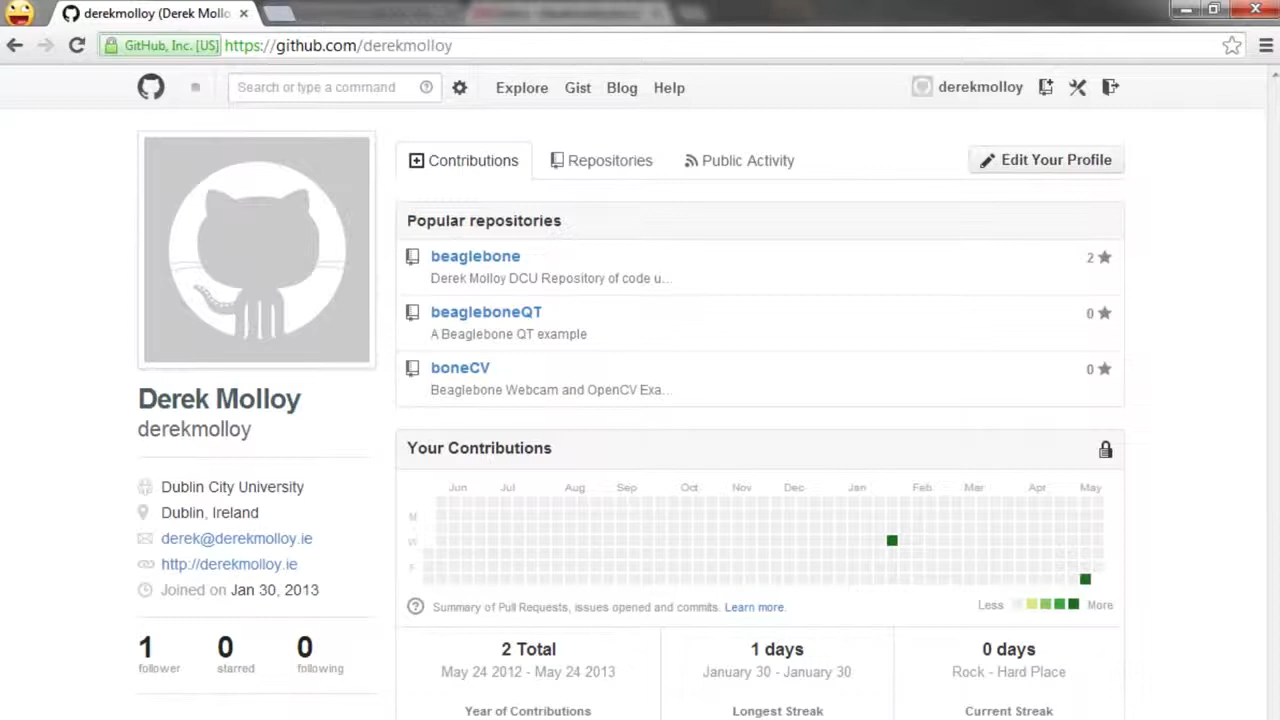 derekmolloy (Derek Mollo
GitHub, Inc. [US] https://github.com/derekmolloy
Search or type a command
Explore Gist Blog Help
derekmolloy
Contributions Repositories Public Activity
Edit Your Profile
Popular repositories
beaglebone
2
Derek Molloy DCU Repository of code u...
beagleboneQT
0
A Beaglebone QT example
boneCV
0
Beaglebone Webcam and OpenCV Exa...
Derek Molloy
derekmolloy
Dublin City University
Dublin, Ireland
derek@derekmolloy.ie
http://derekmolloy.ie
Joined on Jan 30, 2013
1 0 0
follower starred following
Your Contributions
Jun Jul Aug Sep Oct Nov Dec Jan Feb Mar Apr May
M
W
F
Summary of Pull Requests, issues opened and commits. Learn more.
Less More
2 Total
May 24 2012 - May 24 2013
Year of Contributions
1 days
January 30 - January 30
Longest Streak
0 days
Rock - Hard Place
Current Streak